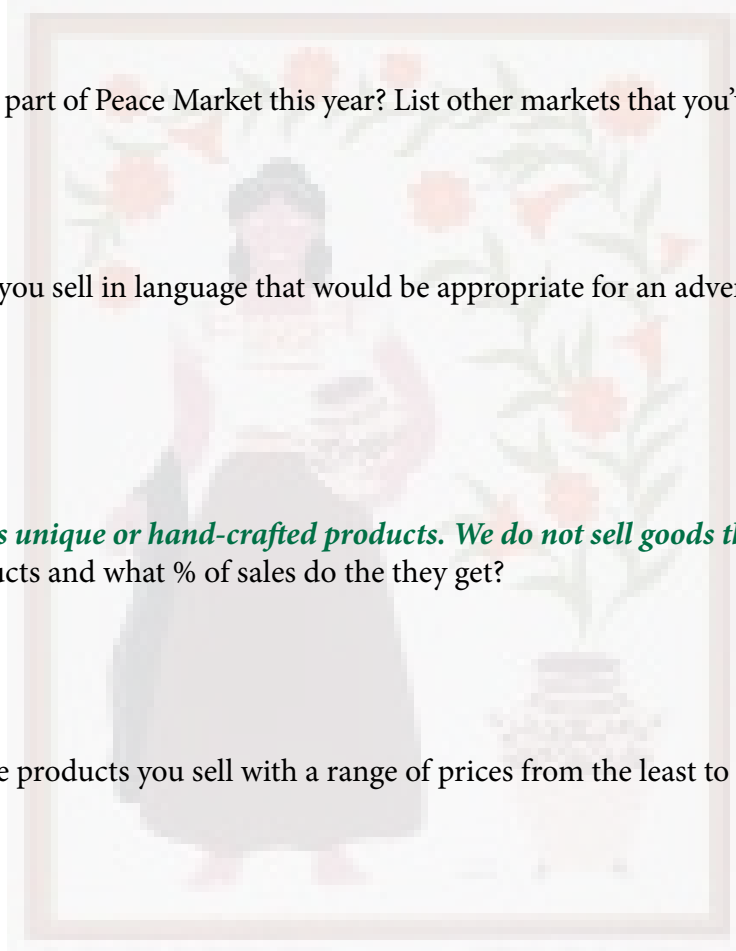 part of Peace Market this year? List other markets that you'
you sell in language that would be appropriate for an adver
s unique or hand-crafted products. We do not sell goods th
ucts and what % of sales do the they get?
e products you sell with a range of prices from the least to